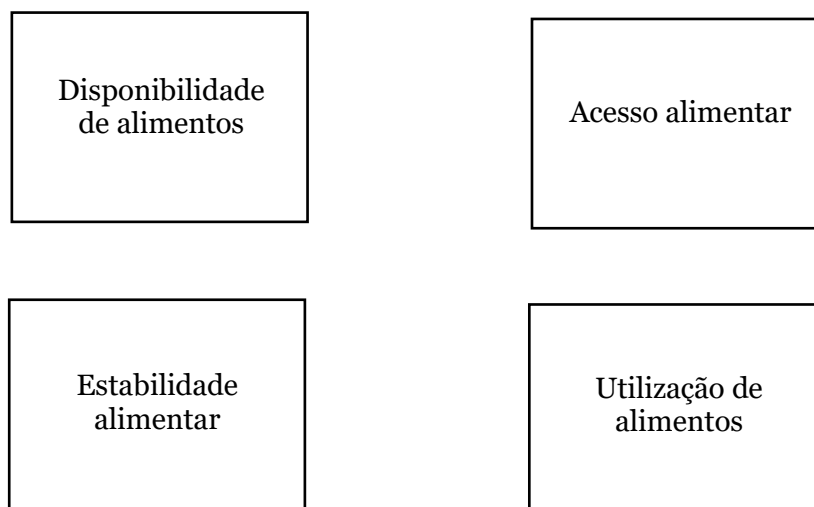 Disponibilidade
de alimentos
Acesso alimentar
Estabilidade
alimentar
Utilização de
alimentos